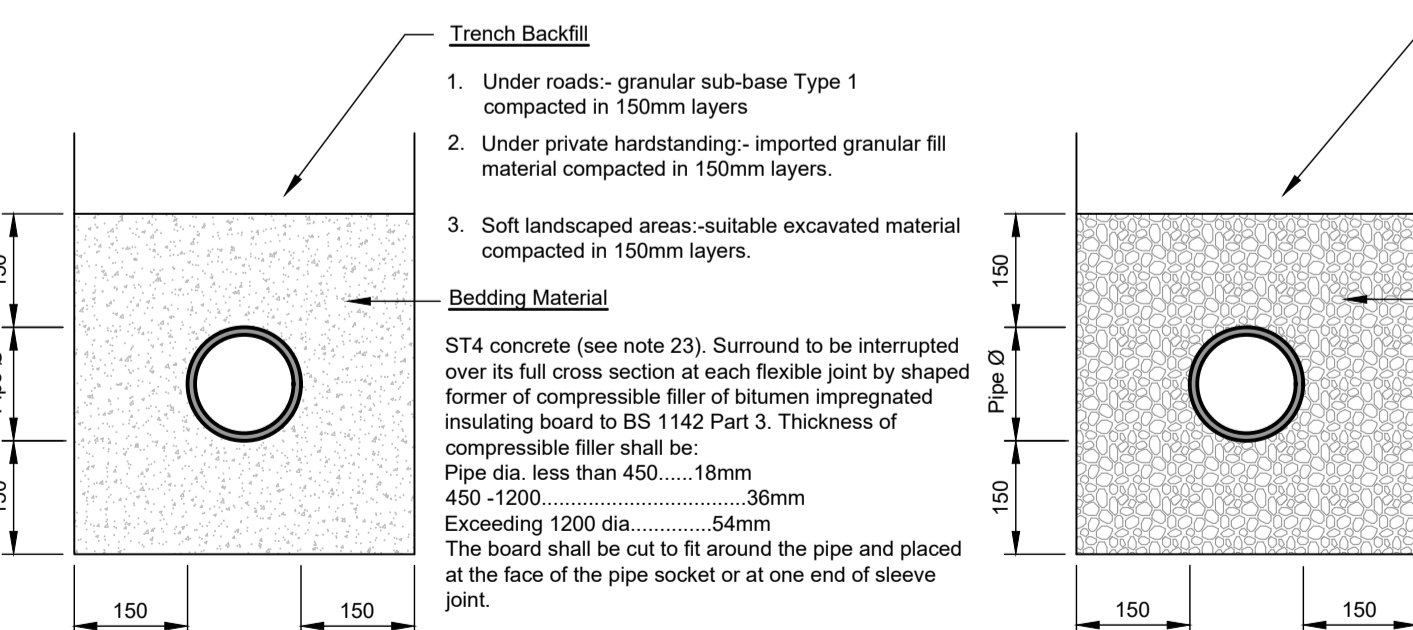 Trench Backfill
1. Under roads:- granular sub-base Type 1
compacted in 150mm layers
2. Under private hardstanding:- imported granular fill
material compacted in 150mm layers.
3. Soft landscaped areas:-suitable excavated material
compacted in 150mm layers.
Bedding Material
ST4 concrete (see note 23). Surround to be interrupted
over its full cross section at each flexible joint by shaped
former of compressible filler of bitumen impregnated
insulating board to BS 1142 Part 3. Thickness of
compressible filler shall be:
Pipe dia. less than 450......18mm
450 -1200.................................36mm
Exceeding 1200 dia..............54mm
The board shall be cut to fit around the pipe and placed
at the face of the pipe socket or at one end of sleeve
joint.
150
150
150
Pipe Ø
150
150
150